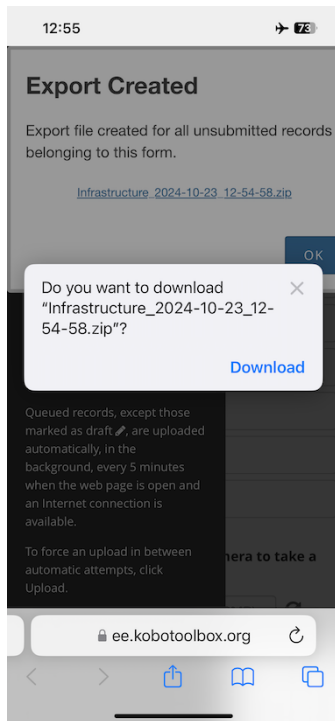 12:55
73
Export Created
Export file created for all unsubmitted records
belonging to this form.
Infrastructure_2024-10-23_12-54-58.zip
OK
Do you want to download
“Infrastructure_2024-10-23_12-
54-58.zip”?
Download
Queued records, except those
marked as draft , are uploaded
automatically, in the
background, every 5 minutes
when the web page is open and
an Internet connection is
available.
To force an upload in between
automatic attempts, click
Upload.
to take a
ee.kobotoolbox.org